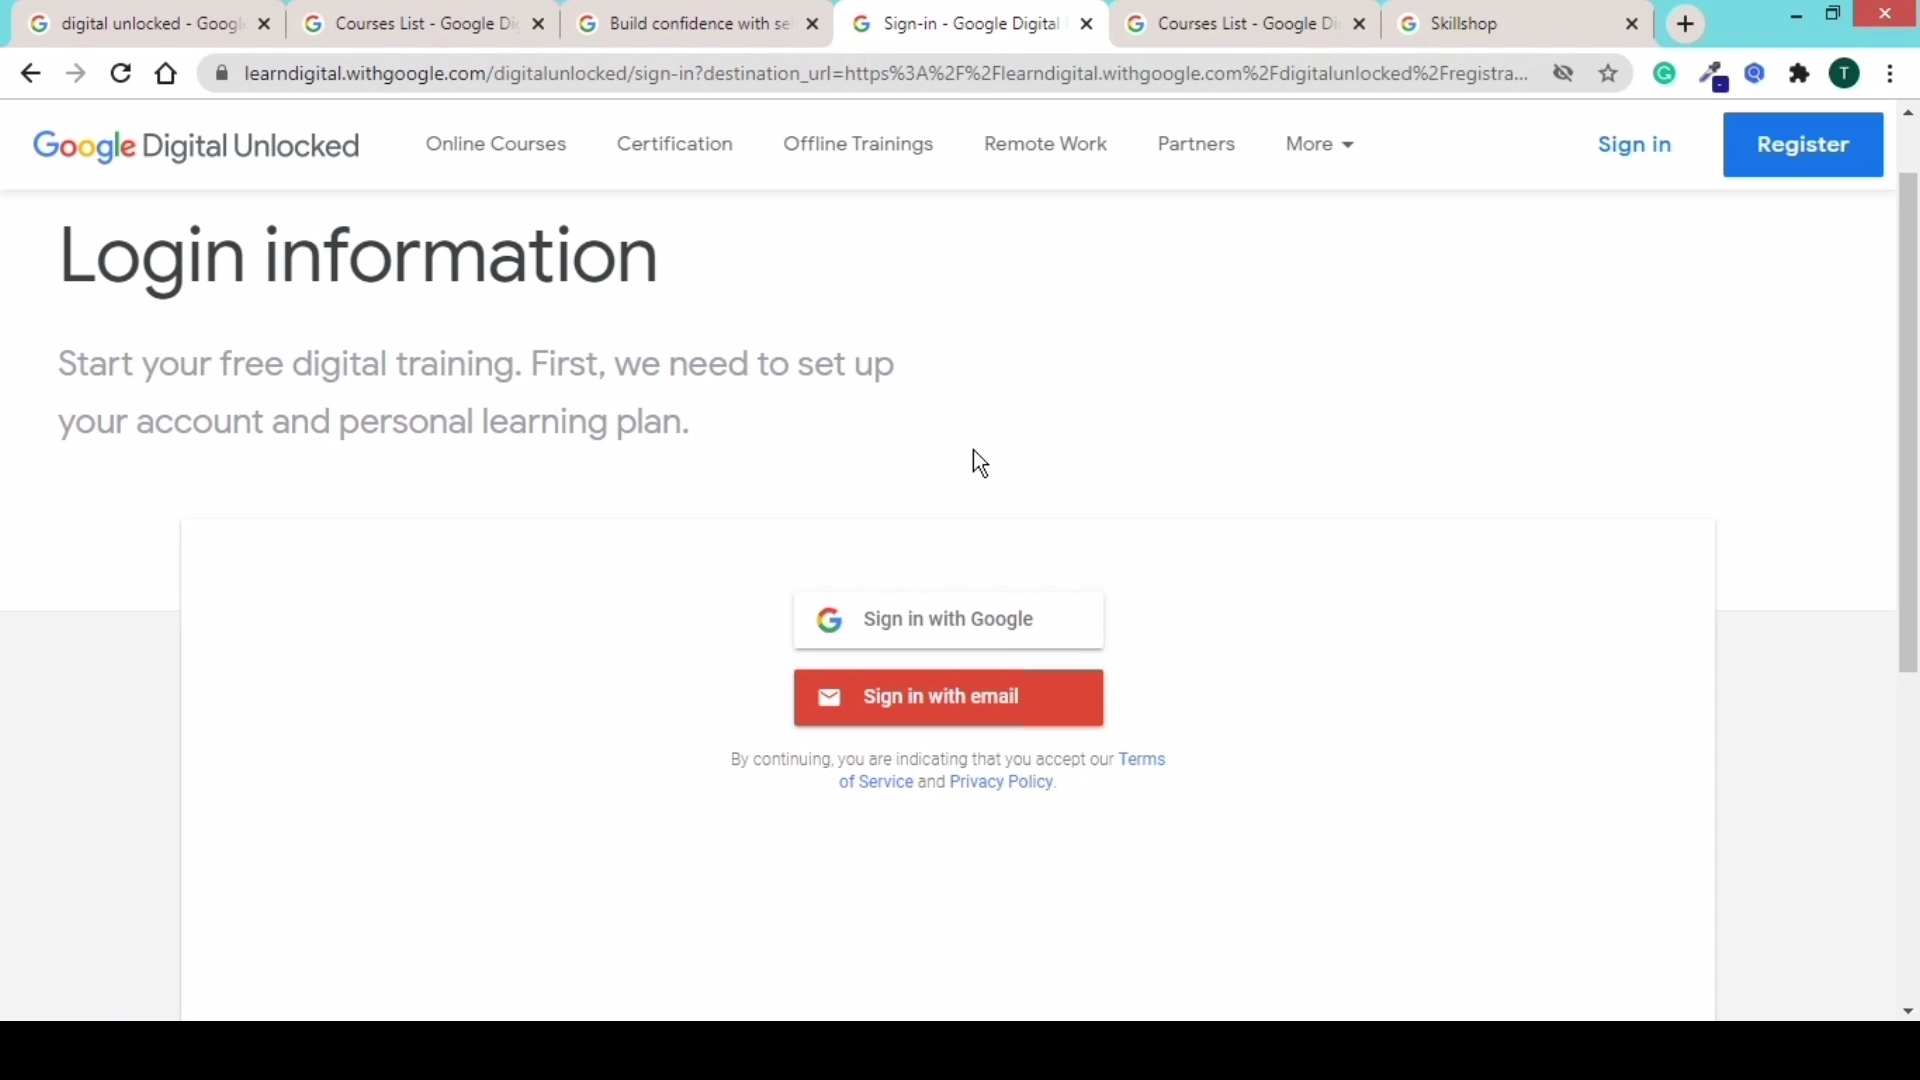 digital unlocked - Googl
Courses List - Google Di
Build confidence with se
Sign-in - Google Digital
Courses List - Google Di
Skillshop
learndigital.withgoogle.com/digitalunlocked/sign-in?destination_url=https%3A%2F%2Flearndigital.withgoogle.com%2Fdigitalunlocked%2Fregistra...
T
Google Digital Unlocked
Online Courses
Certification
Offline Trainings
Remote Work
Partners
More
Sign in
Register
Login information
Start your free digital training. First, we need to set up
your account and personal learning plan.
Sign in with Google
Sign in with email
By continuing, you are indicating that you accept our Terms
of Service and Privacy Policy.